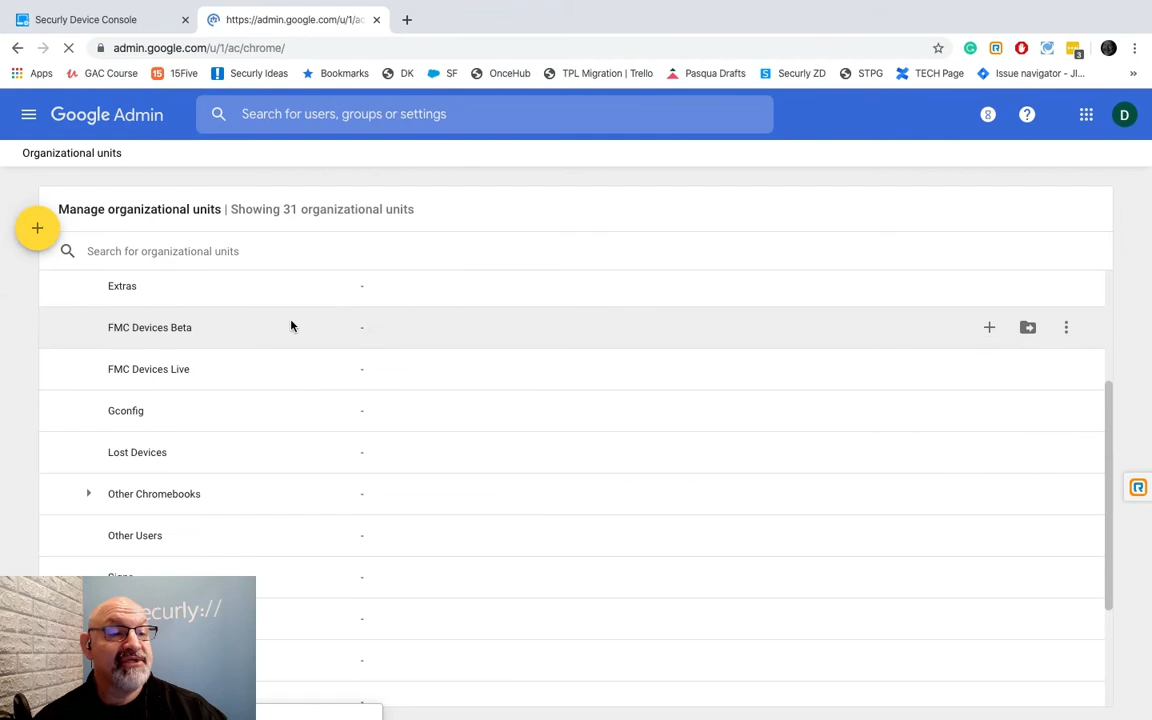 Securly Device Console
https://admin.google.com/u/1/ac
admin.google.com/u/1/ac/chrome/
3
Apps
GAC Course
15
15Five
Securly Ideas
Bookmarks
DK
SF
OnceHub
TPL Migration | Trello
Pasqua Drafts
S
Securly ZD
STPG
TECH Page
Issue navigator - JI...
»
Google Admin
Search for users, groups or settings
8
?
D
Organizational units
Manage organizational units | Showing 31 organizational units
+
Search for organizational units
Extras -
FMC Devices Beta -
FMC Devices Live -
Gconfig -
Lost Devices -
Other Chromebooks -
Other Users -
-
-
-
ecurly://
R